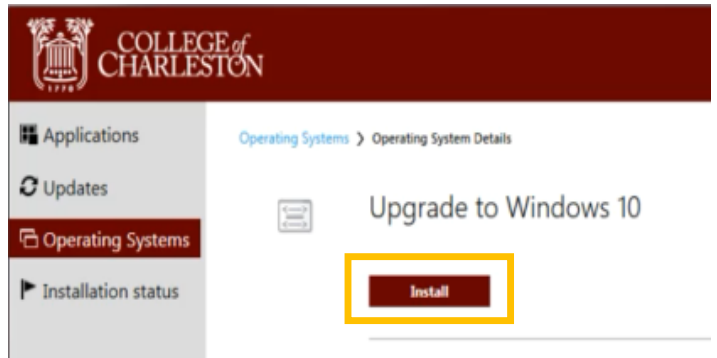 COLLEGE of
CHARLESTON
1770
Applications
Updates
Operating Systems
Installation status
Operating Systems ❯ Operating System Details
Upgrade to Windows 10
Install